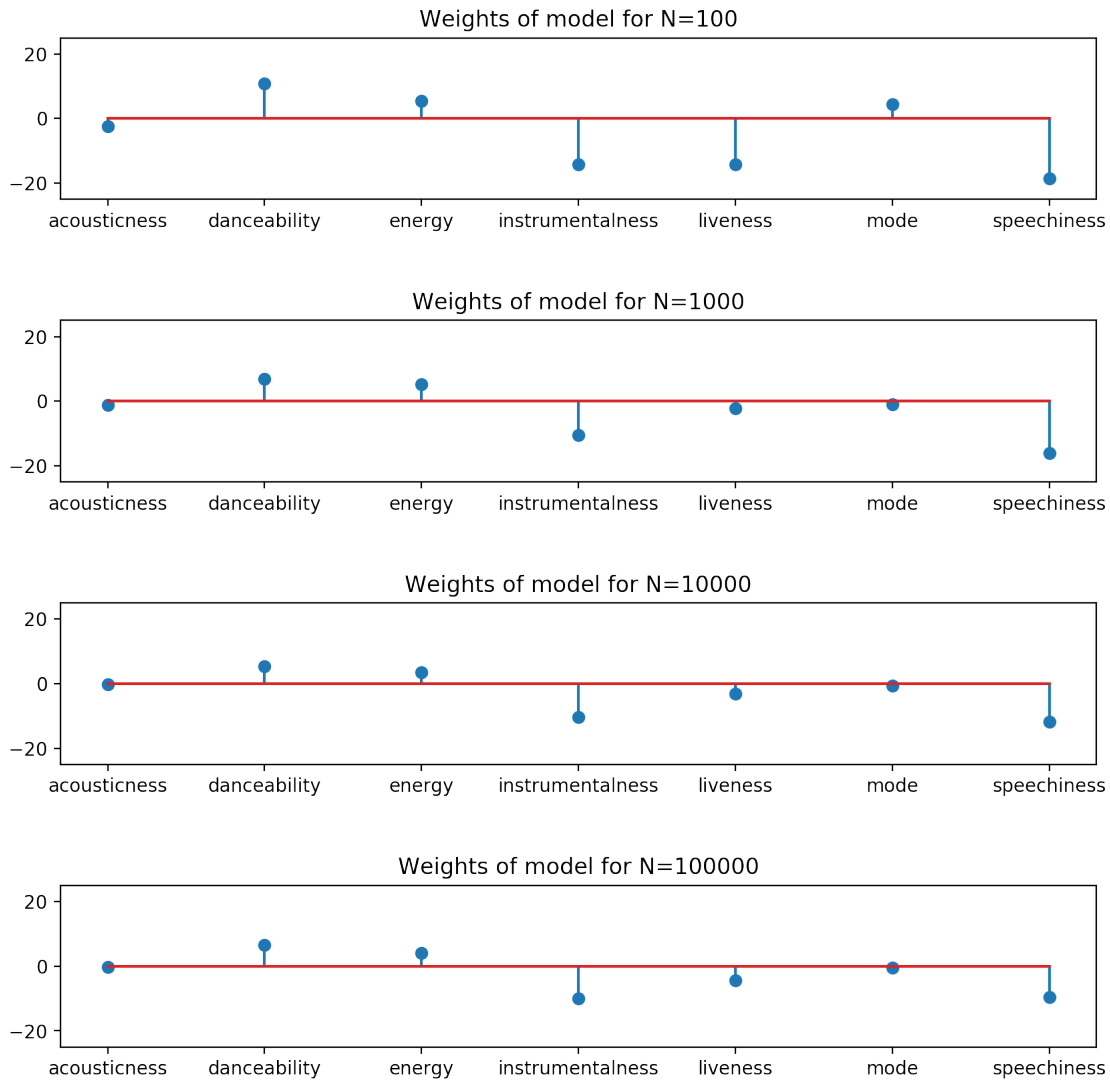 Weights of model for N=100
20
0
−20
acousticness danceability energy instrumentalness liveness mode speechiness
Weights of model for N=1000
20
0
−20
acousticness danceability energy instrumentalness liveness mode speechiness
Weights of model for N=10000
20
0
−20
acousticness danceability energy instrumentalness liveness mode speechiness
Weights of model for N=100000
20
0
−20
acousticness danceability energy instrumentalness liveness mode speechiness